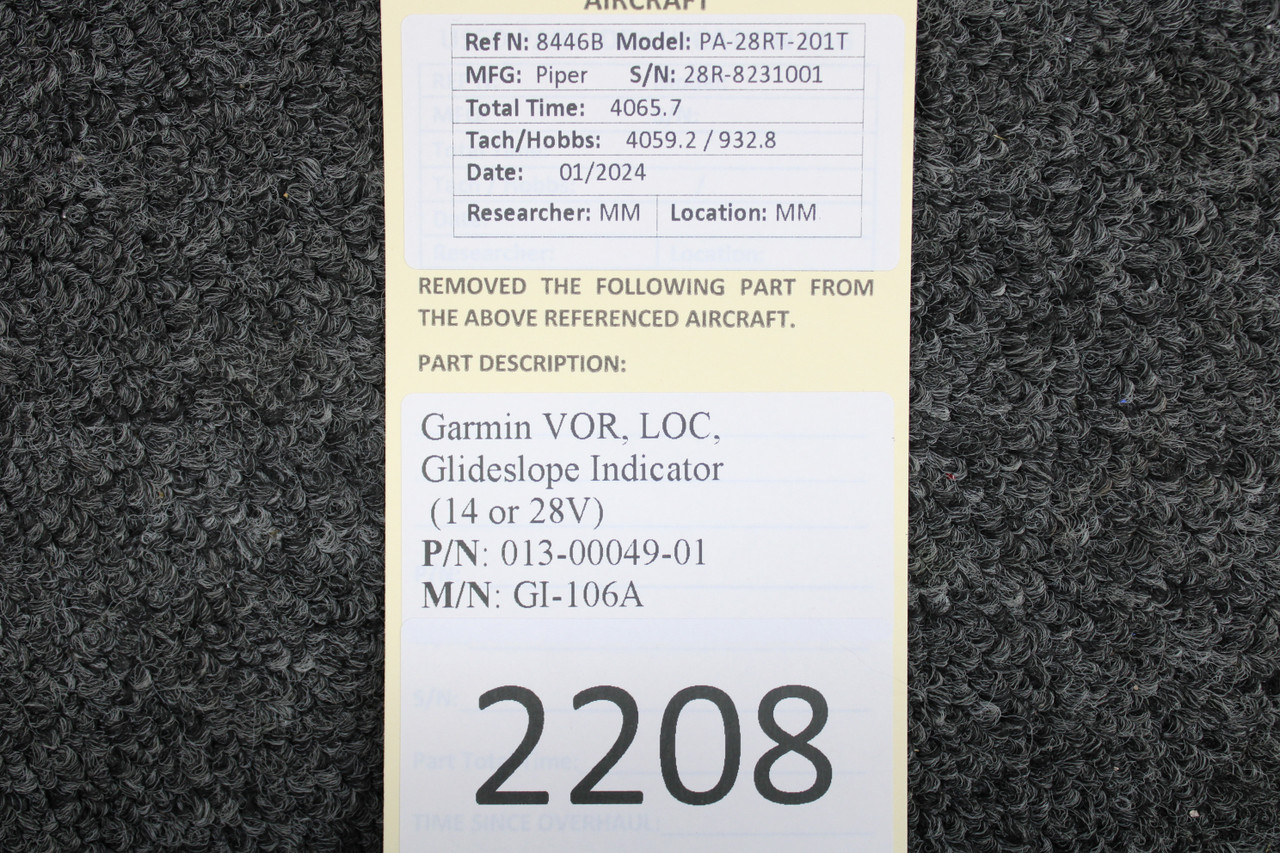 AIRCRAFT
Ref N: 8446B Model: PA-28RT-201T
MFG: Piper S/N: 28R-8231001
Total Time: 4065.7
Tach/Hobbs: 4059.2 / 932.8
Date: 01/2024
Researcher: MM Location: MM
Researcher: Location:
REMOVED THE FOLLOWING PART FROM
THE ABOVE REFERENCED AIRCRAFT.
PART DESCRIPTION:
Garmin VOR, LOC,
Glideslope Indicator
(14 or 28V)
P/N: 013-00049-01
M/N: GI-106A
S/N:
2208
Part Total Time:
TIME SINCE OVERHAUL: